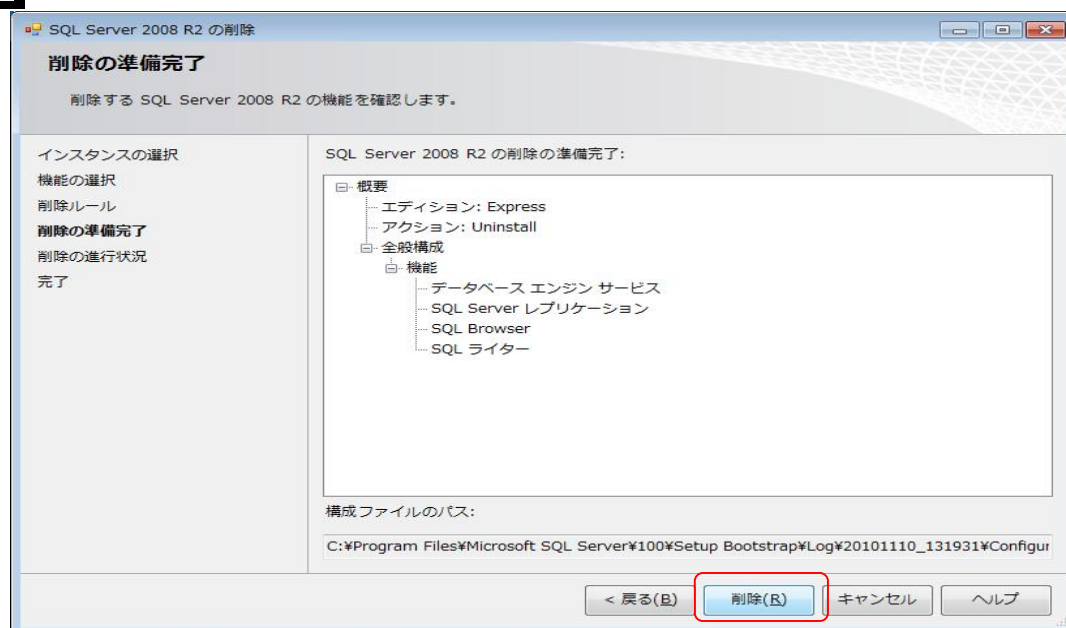 SQL Server 2008 R2 の削除
削除の準備完了
削除する SQL Server 2008 R2 の機能を確認します。
インスタンスの選択
機能の選択
削除ルール
削除の準備完了
削除の進行状況
完了
SQL Server 2008 R2 の削除の準備完了:
概要
エディション: Express
アクション: Uninstall
全般構成
機能
データベース エンジン サービス
SQL Server レプリケーション
SQL Browser
SQL ライター
構成ファイルのパス:
C:¥Program Files¥Microsoft SQL Server¥100¥Setup Bootstrap¥Log¥20101110_131931¥Configur
< 戻る(B) 削除(R) キャンセル ヘルプ